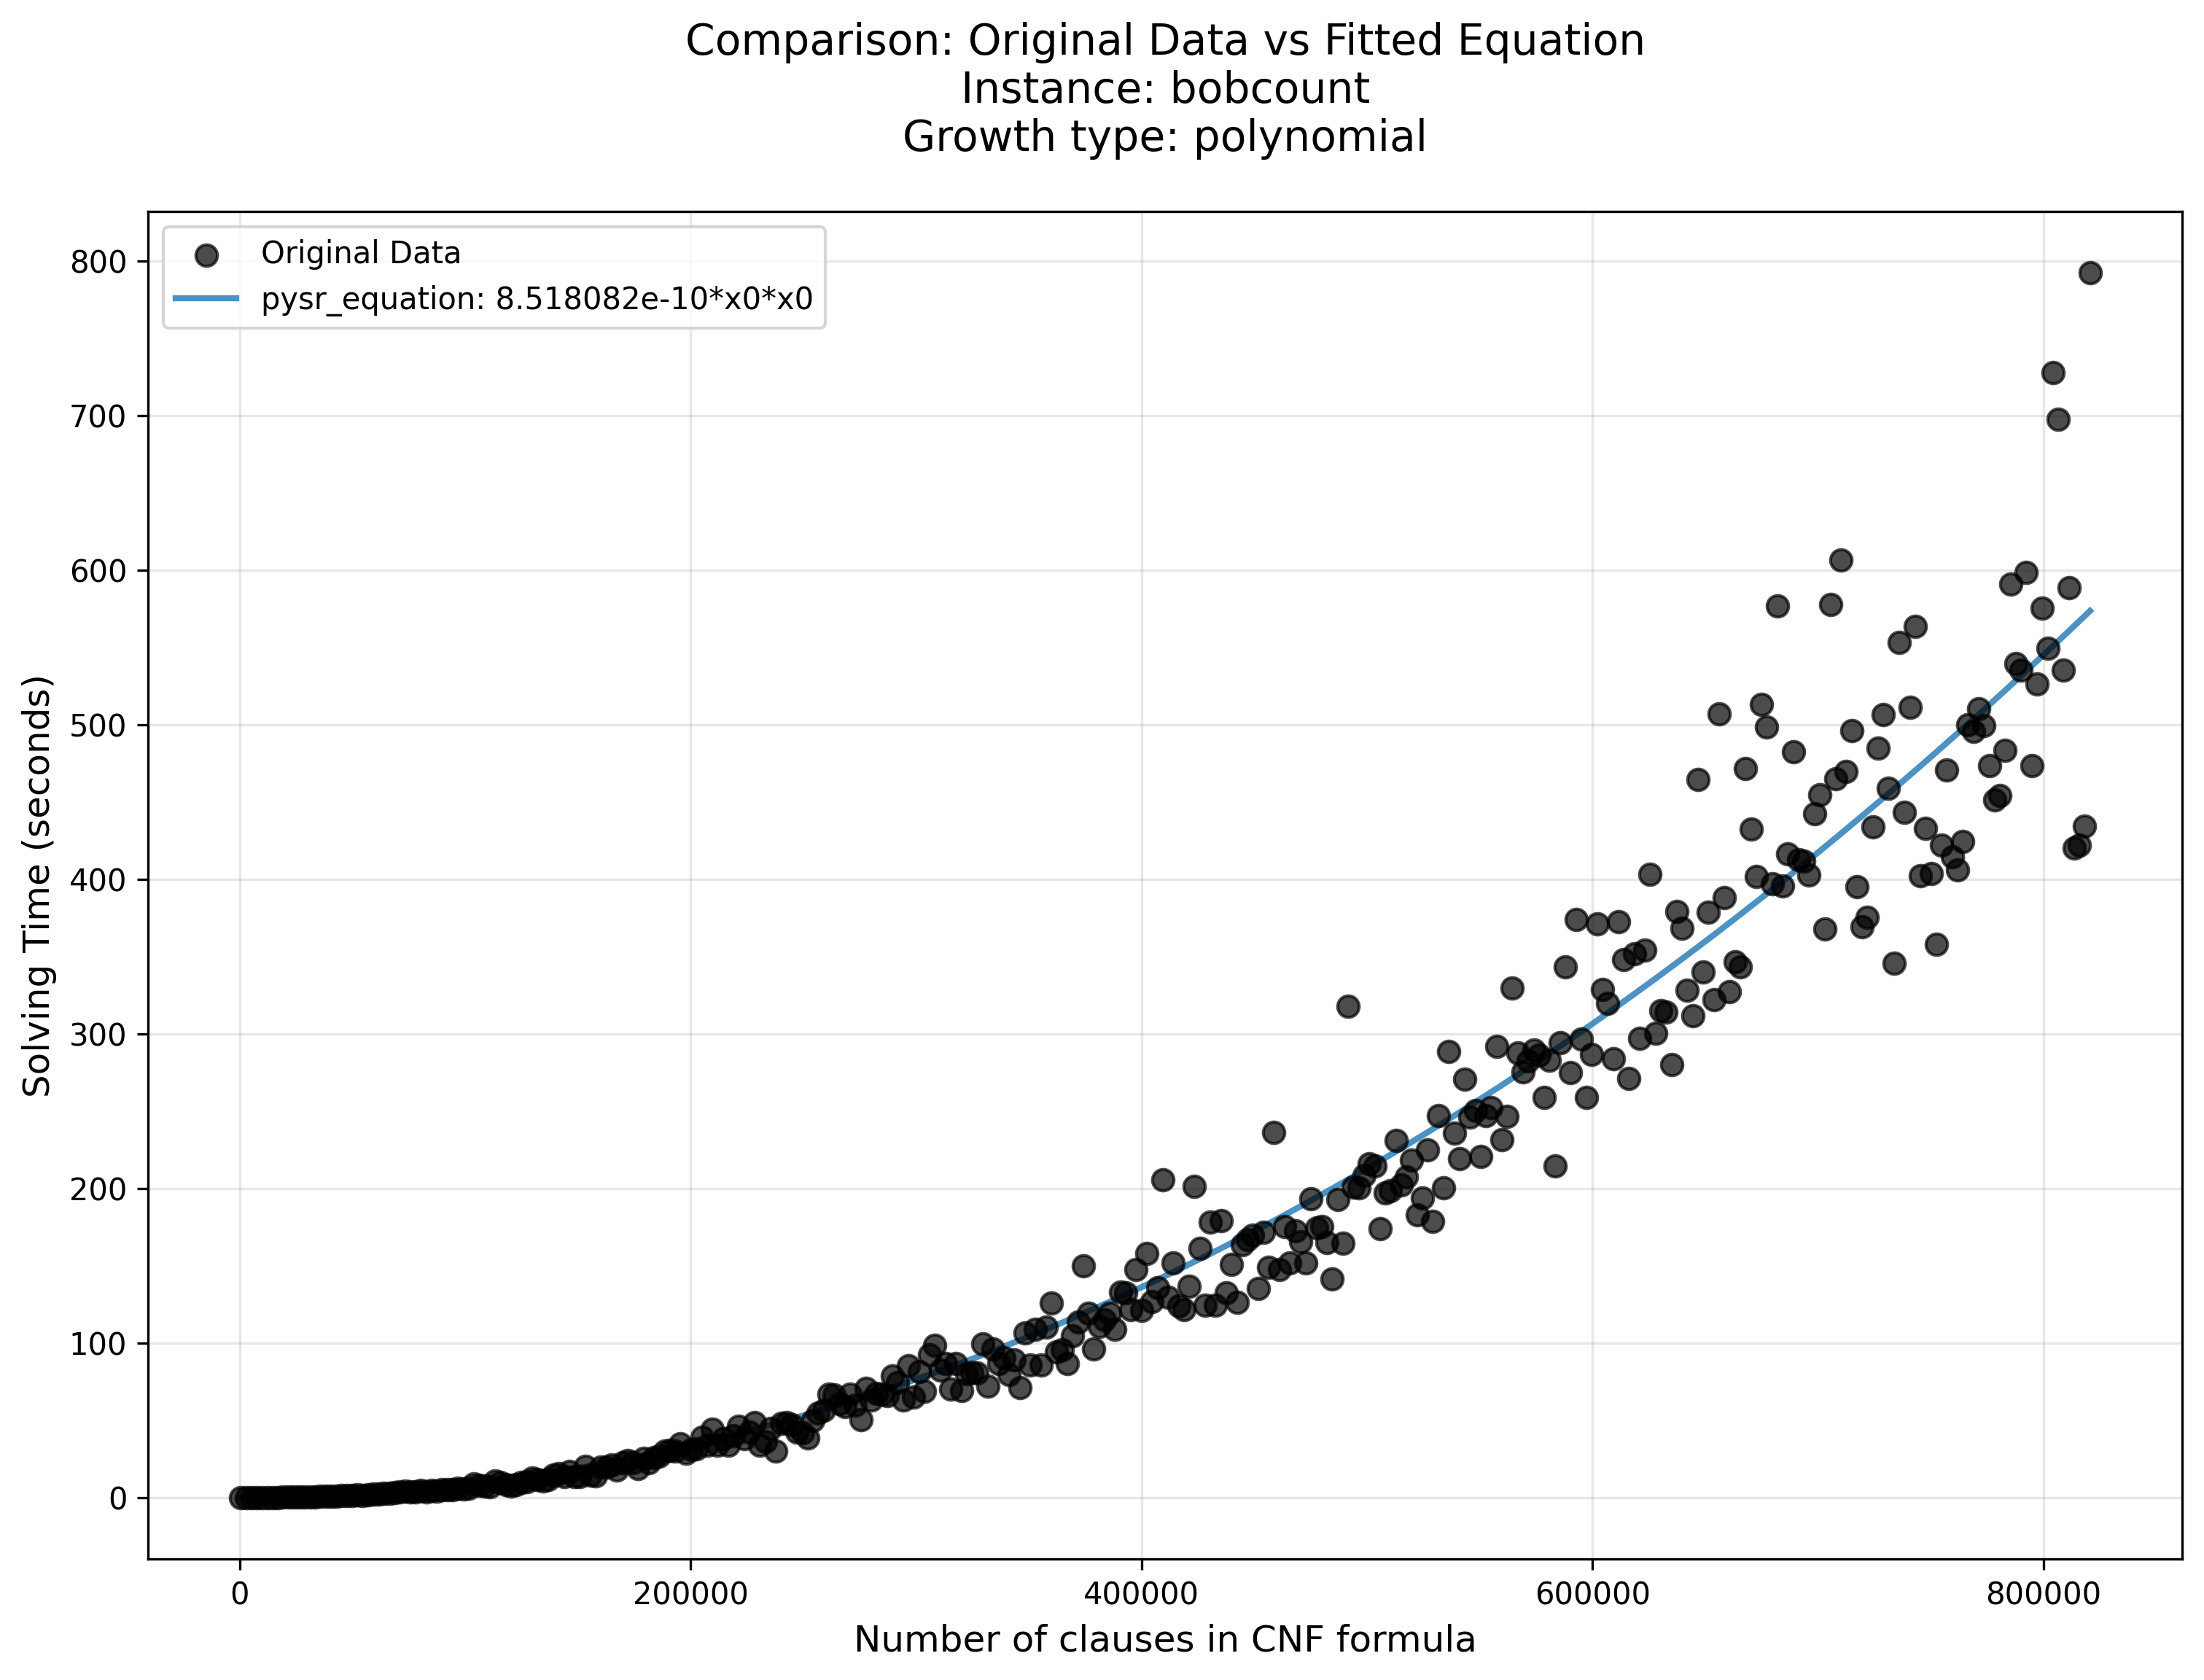 Comparison: Original Data vs Fitted Equation
Instance: bobcount
Growth type: polynomial
Original Data
pysr_equation: 8.518082e-10*x0*x0
Solving Time (seconds)
800
700
600
500
400
300
200
100
0
0 200000 400000 600000 800000
Number of clauses in CNF formula